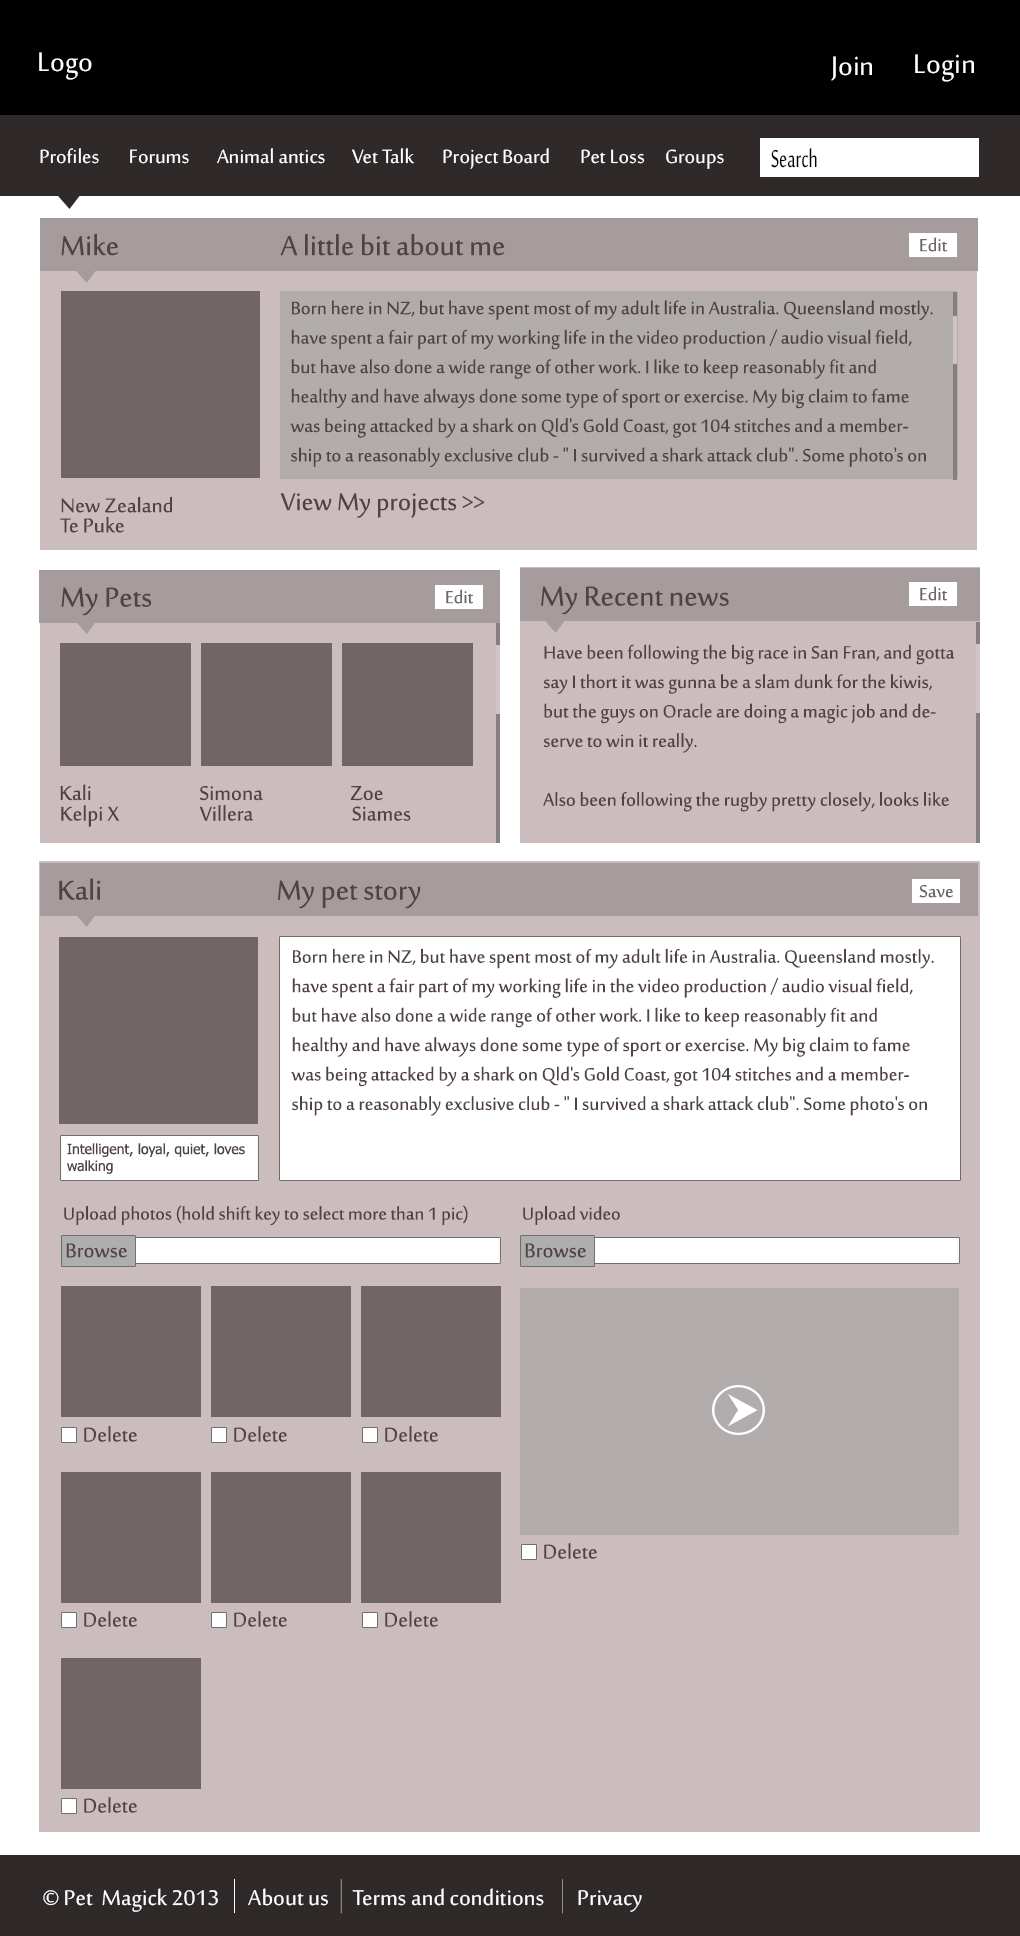 Logo
Join Login
Profiles Forums Animal antics Vet Talk Project Board Pet Loss Groups Search
Mike A little bit about me Edit
Born here in NZ, but have spent most of my adult life in Australia. Queensland mostly.
have spent a fair part of my working life in the video production / audio visual field,
but have also done a wide range of other work. I like to keep reasonably fit and
healthy and have always done some type of sport or exercise. My big claim to fame
was being attacked by a shark on Qld's Gold Coast, got 104 stitches and a member-
ship to a reasonably exclusive club - " I survived a shark attack club". Some photo's on
New Zealand
Te Puke
View My projects >>
My Pets Edit
Kali
Kelpi X
Simona
Villera
Zoe
Siames
My Recent news Edit
Have been following the big race in San Fran, and gotta
say I thort it was gunna be a slam dunk for the kiwis,
but the guys on Oracle are doing a magic job and de-
serve to win it really.
Also been following the rugby pretty closely, looks like
Kali My pet story Save
Born here in NZ, but have spent most of my adult life in Australia. Queensland mostly.
have spent a fair part of my working life in the video production / audio visual field,
but have also done a wide range of other work. I like to keep reasonably fit and
healthy and have always done some type of sport or exercise. My big claim to fame
was being attacked by a shark on Qld's Gold Coast, got 104 stitches and a member-
ship to a reasonably exclusive club - " I survived a shark attack club". Some photo's on
Intelligent, loyal, quiet, loves
walking
Upload photos (hold shift key to select more than 1 pic)
Browse
Upload video
Browse
Delete Delete Delete
Delete
Delete Delete Delete
Delete
© Pet Magick 2013 About us Terms and conditions Privacy